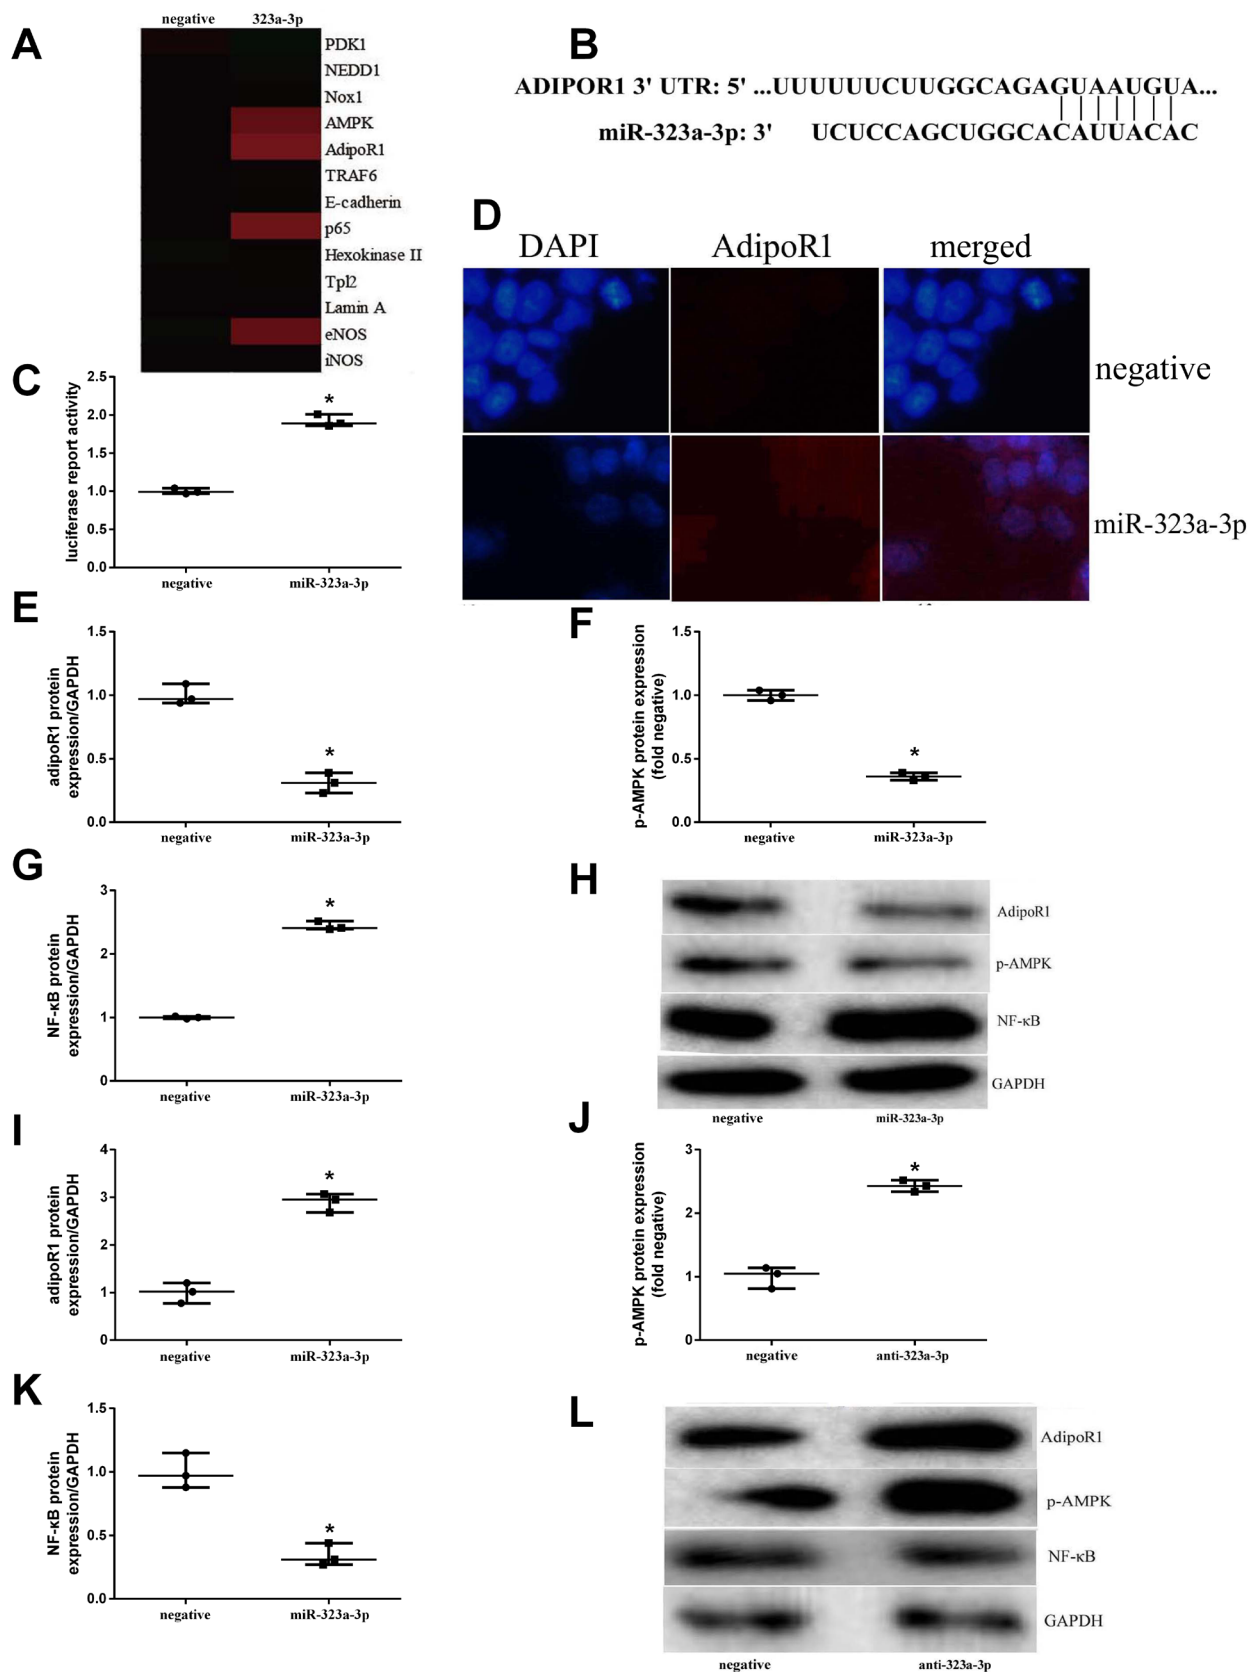 A
negative 323a-3p
PDK1
NEDD1
Nox1
AMPK
AdipoR1
TRAF6
E-cadherin
p65
Hexokinase II
Tpl2
Lamin A
eNOS
iNOS
B
ADIPOR1 3' UTR: 5' ...UUUUUUCUUGGCAGAGUAAUGUA...
miR-323a-3p: 3' UCUCCAGCUGGCACAUUACAC
C
luciferase report activity
2.5
2.0
1.5
1.0
0.5
0.0
*
negative miR-323a-3p
D
DAPI AdipoR1 merged
negative
miR-323a-3p
E
adipoR1 protein
expression/GAPDH
1.5
1.0
0.5
0.0
*
negative miR-323a-3p
F
p-AMPK protein expression
(fold negative)
1.5
1.0
0.5
0.0
*
negative miR-323a-3p
G
NF-κB protein
expression/GAPDH
3
2
1
0
*
negative miR-323a-3p
H
AdipoR1
p-AMPK
NF-κB
GAPDH
negative miR-323a-3p
I
adipoR1 protein
expression/GAPDH
4
3
2
1
0
*
negative miR-323a-3p
J
p-AMPK protein expression
(fold negative)
3
2
1
0
*
negative anti-323a-3p
K
NF-κB protein
expression/GAPDH
1.5
1.0
0.5
0.0
*
negative miR-323a-3p
L
AdipoR1
p-AMPK
NF-κB
GAPDH
negative anti-323a-3p